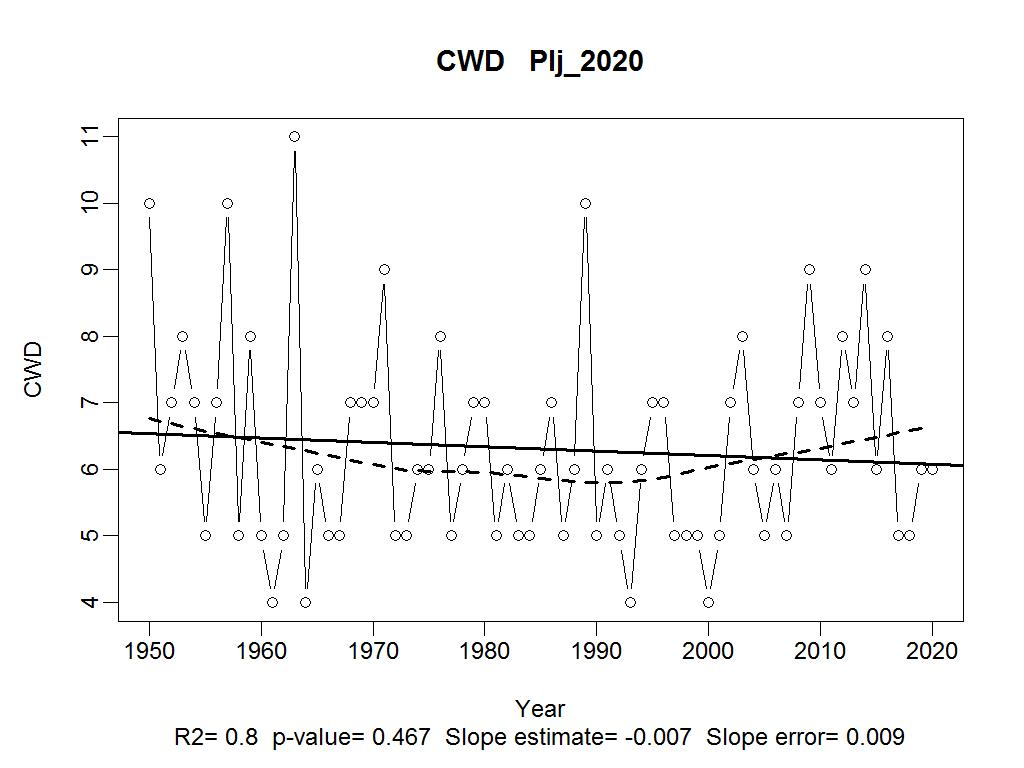 CWD Plj_2020
CWD
11
10
9
8
7
6
5
4
1950 1960 1970 1980 1990 2000 2010 2020
Year
R2= 0.8 p-value= 0.467 Slope estimate= -0.007 Slope error= 0.009